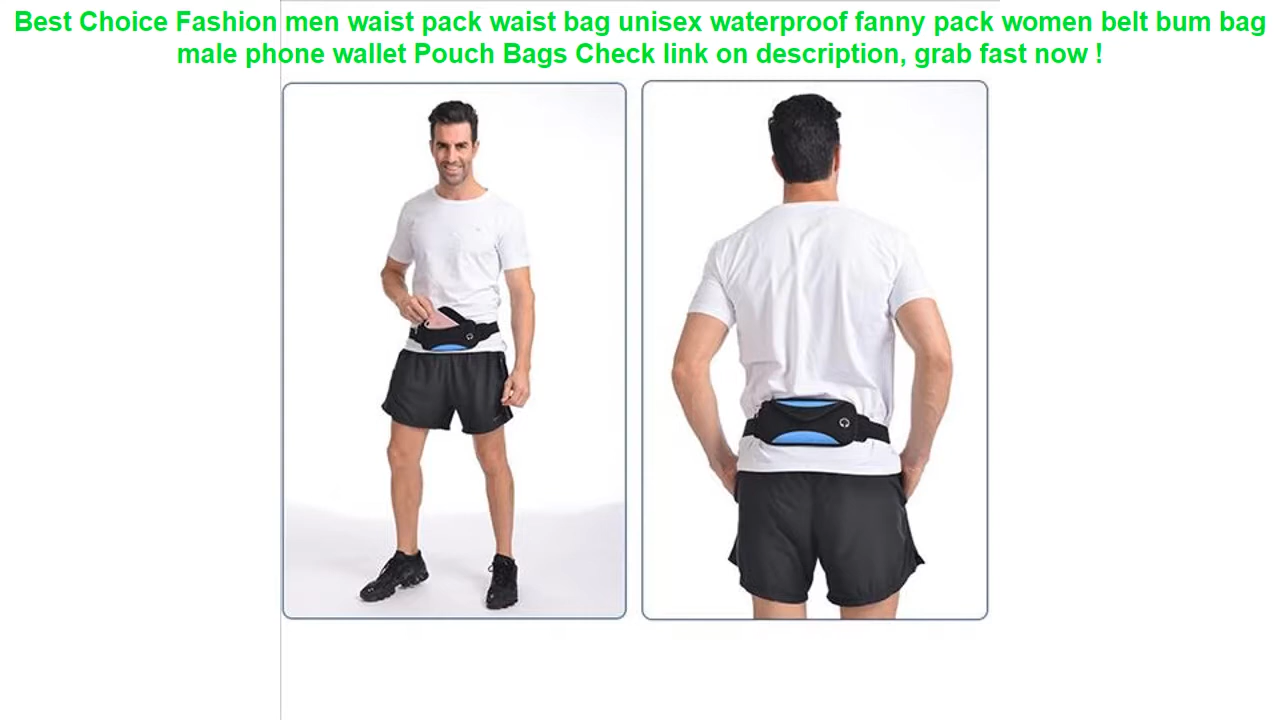 Best Choice Fashion men waist pack waist bag unisex waterproof fanny pack women belt bum bag
male phone wallet Pouch Bags Check link on description, grab fast now !